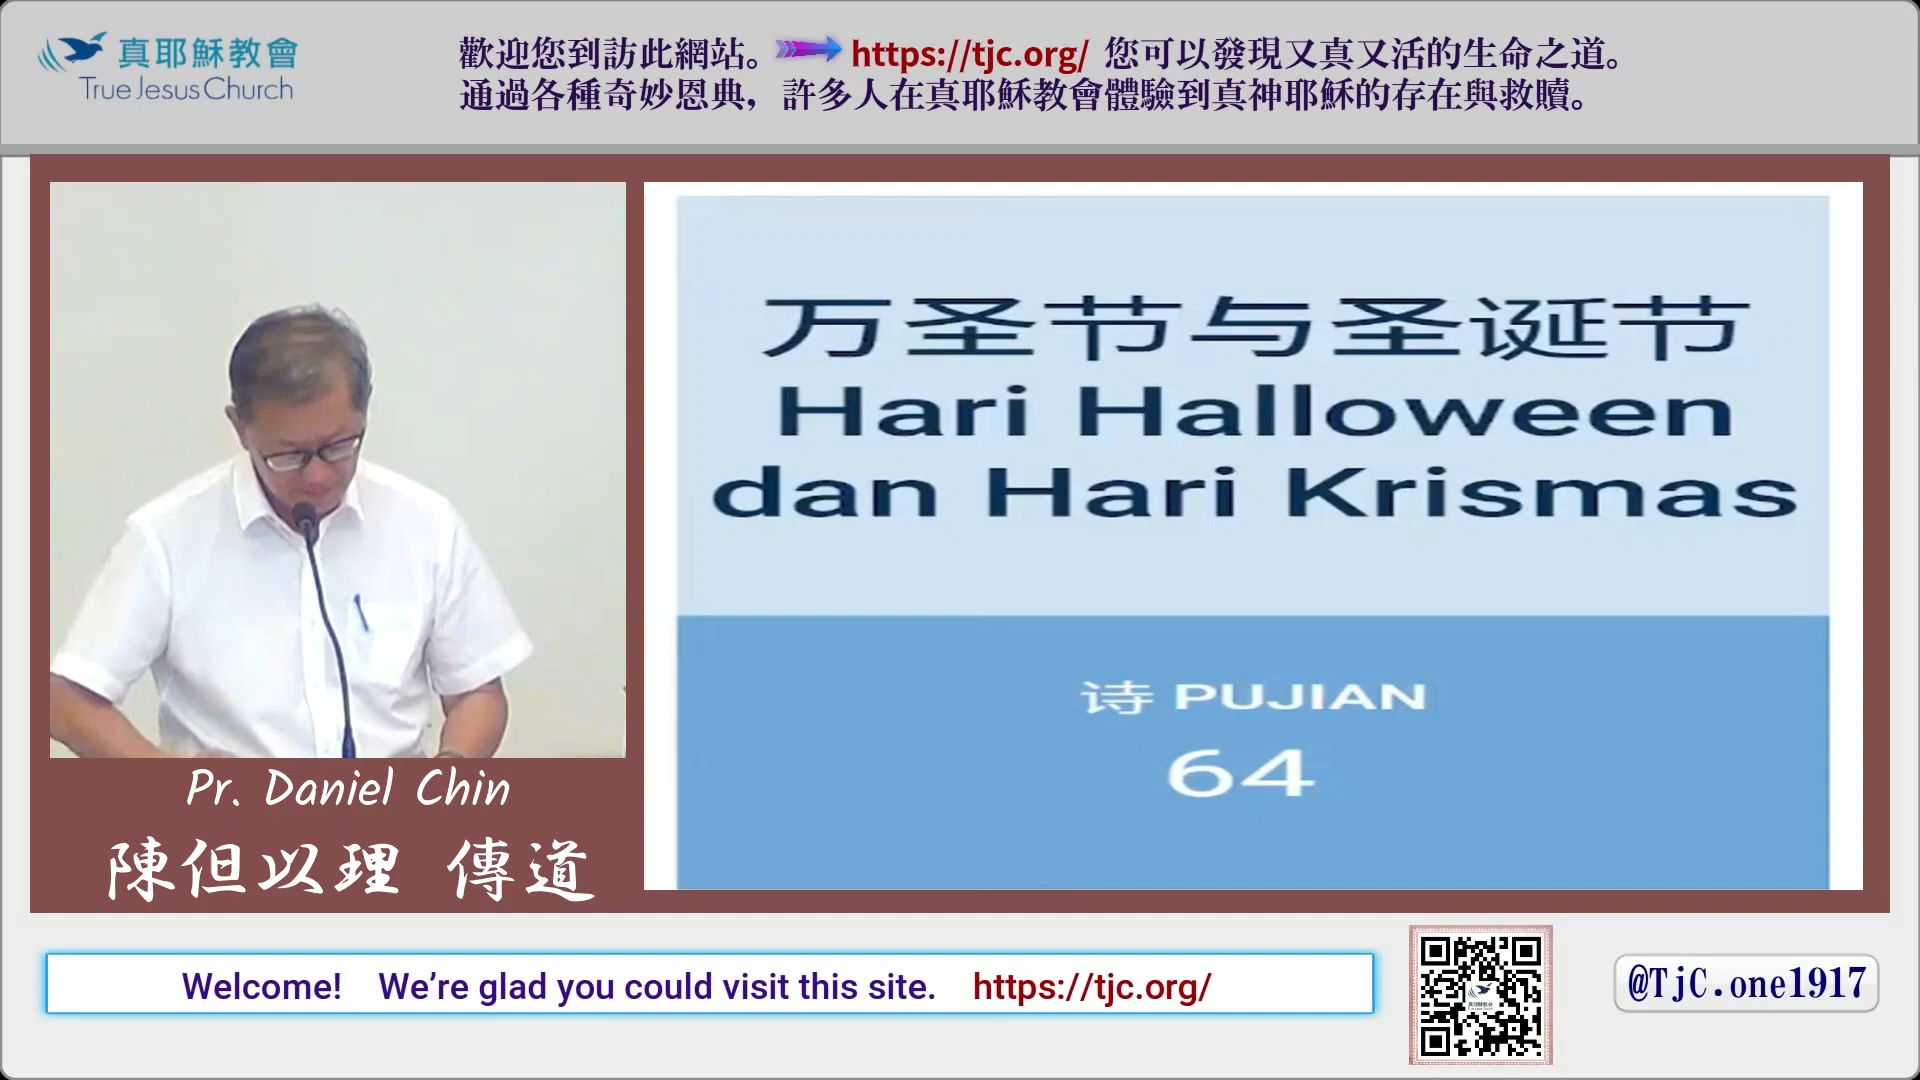 真耶穌教會
True Jesus Church
歡迎您到訪此網站。 https://tjc.org/ 您可以發現又真又活的生命之道。
通過各種奇妙恩典，許多人在真耶穌教會體驗到真神耶穌的存在與救贖。
万圣节与圣诞节
Hari Halloween
dan Hari Krismas
诗 PUJIAN
64
Pr. Daniel Chin
陳但以理 傳道
Welcome! We’re glad you could visit this site. https://tjc.org/
@TjC.one1917